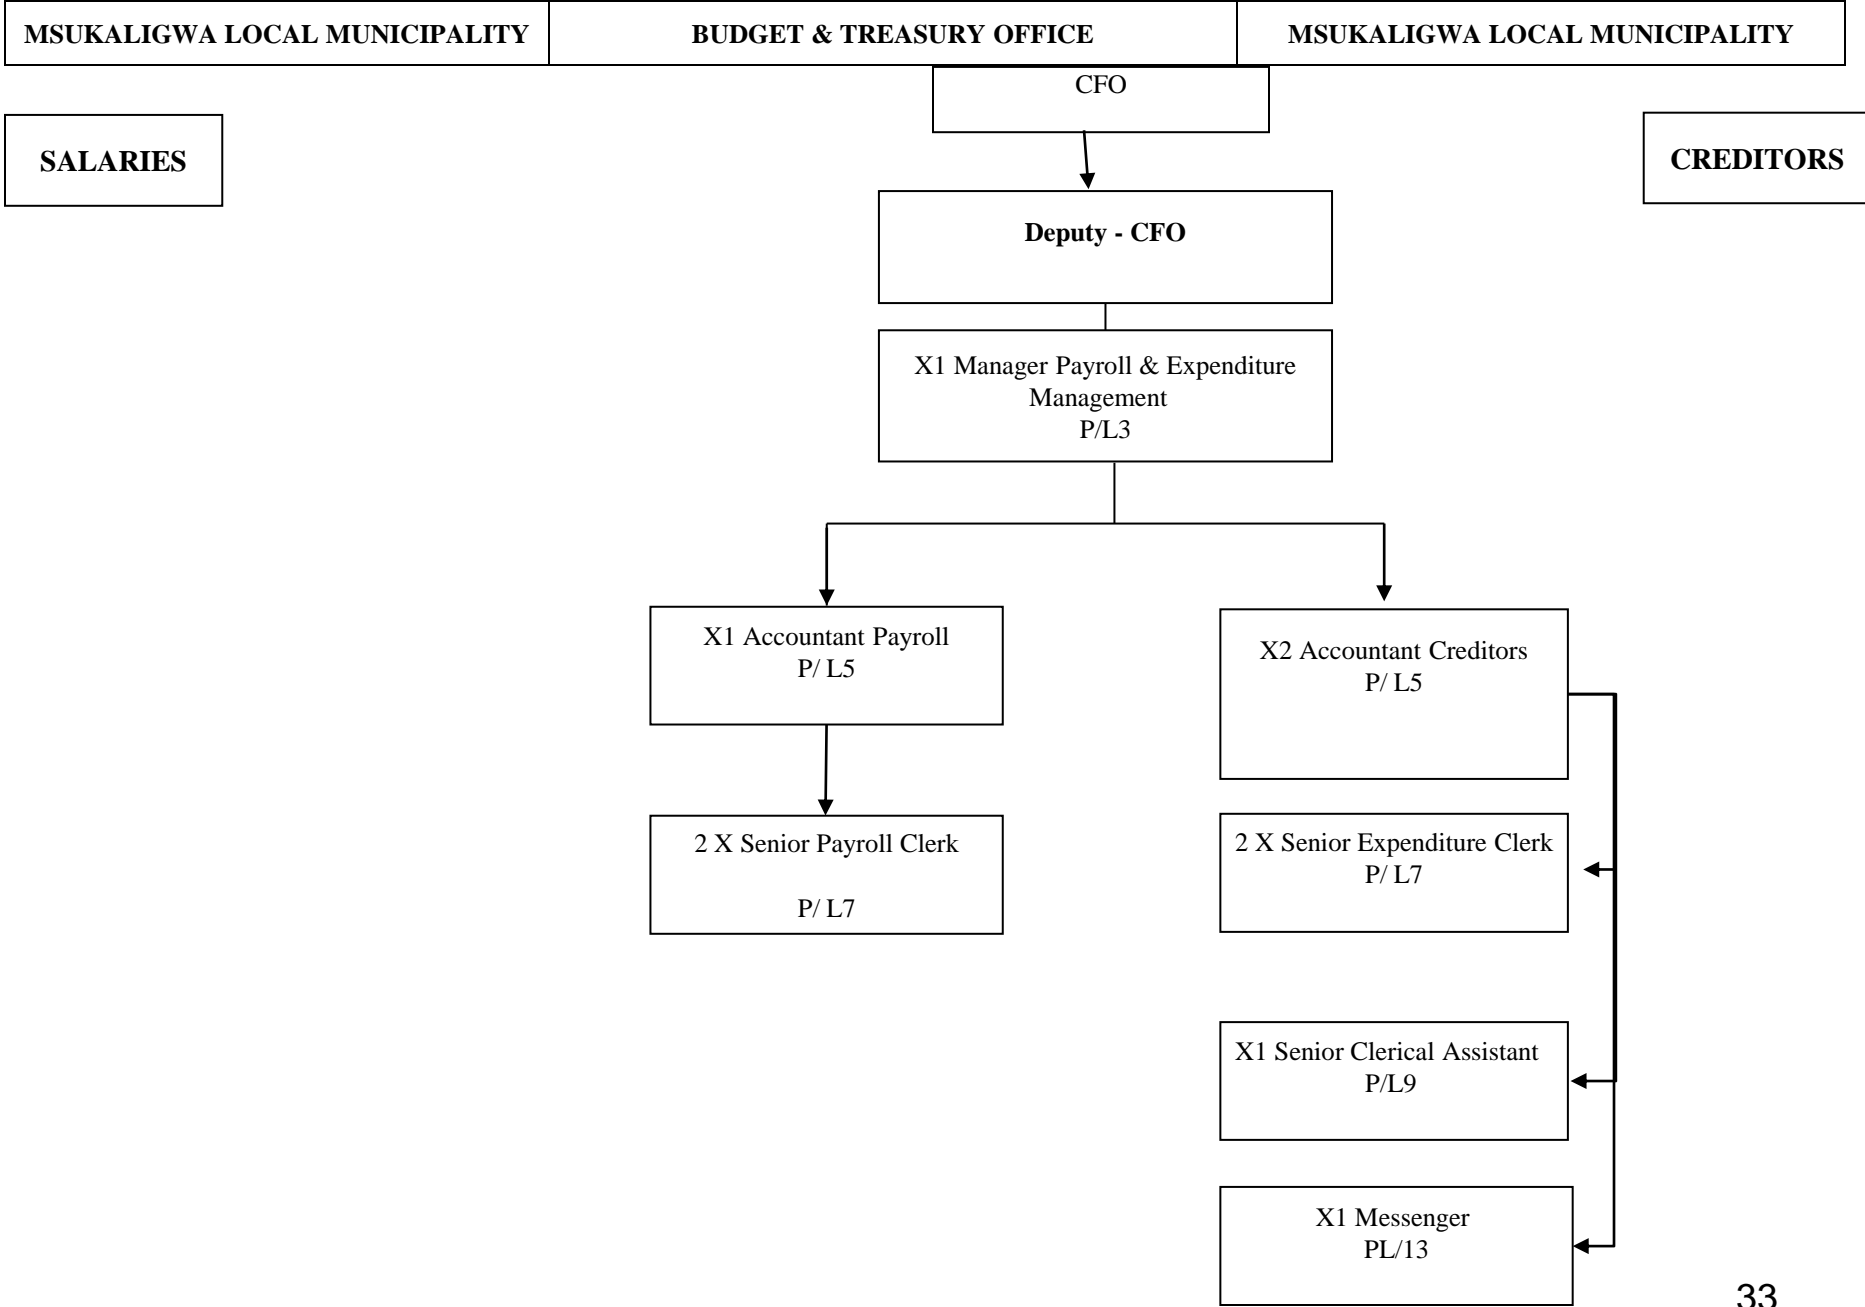 MSUKALIGWA LOCAL MUNICIPALITY
BUDGET & TREASURY OFFICE
MSUKALIGWA LOCAL MUNICIPALITY
CFO
SALARIES
CREDITORS
Deputy - CFO
X1 Manager Payroll & Expenditure
Management
P/L3
X1 Accountant Payroll
P/ L5
X2 Accountant Creditors
P/ L5
2 X Senior Payroll Clerk
P/ L7
2 X Senior Expenditure Clerk
P/ L7
X1 Senior Clerical Assistant
P/L9
X1 Messenger
PL/13
33